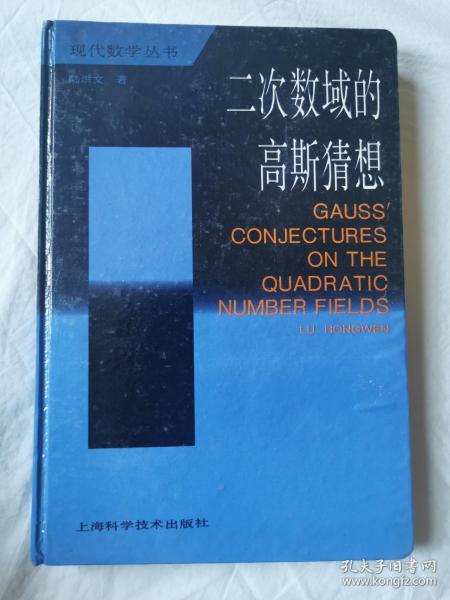 现代数学丛书
陆洪文 著
二次数域的
高斯猜想
GAUSS'
CONJECTURES
ON THE
QUADRATIC
NUMBER FIELDS
LU HONGWEN
上海科学技术出版社
孔夫子旧书网
www.kongfz.com